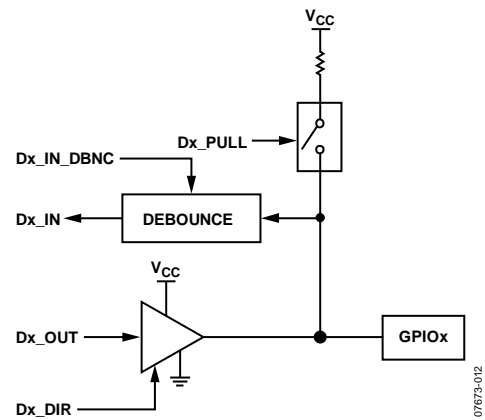 VCC
Dx_PULL
Dx_IN_DBNC
Dx_IN
DEBOUNCE
VCC
Dx_OUT
GPIOx
Dx_DIR
07673-012